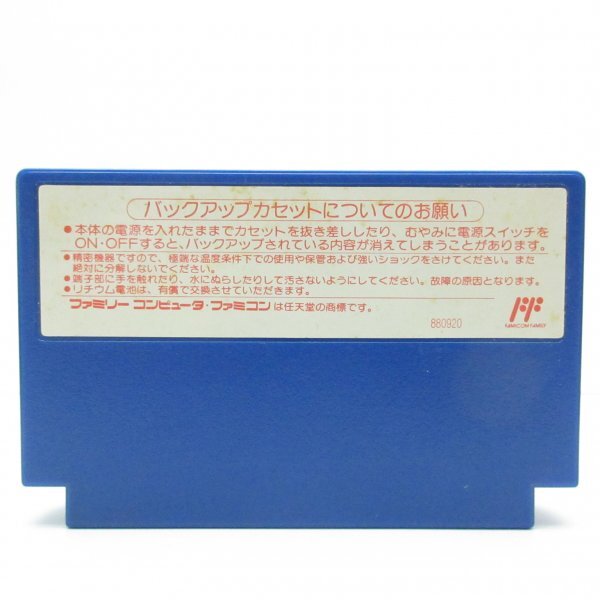 バックアップカセットについてのお願い
●本体の電源を入れたままでカセットを抜き差ししたり、むやみに電源スイッチを
ON・OFFすると、バックアップされている内容が消えてしまうことがあります。
●精密機器ですので、極端な温度条件下での使用や保管および強いショックをさけてください。また
絶対に分解しないでください。
●端子部に手を触れたり、水にぬらしたりして汚さないようにしてください。故障の原因となります。
●リチウム電池は、有償で交換させていただきます。
ファミリーコンピュータ・ファミコンは任天堂の商標です。
FAMICOM FAMILY
880920